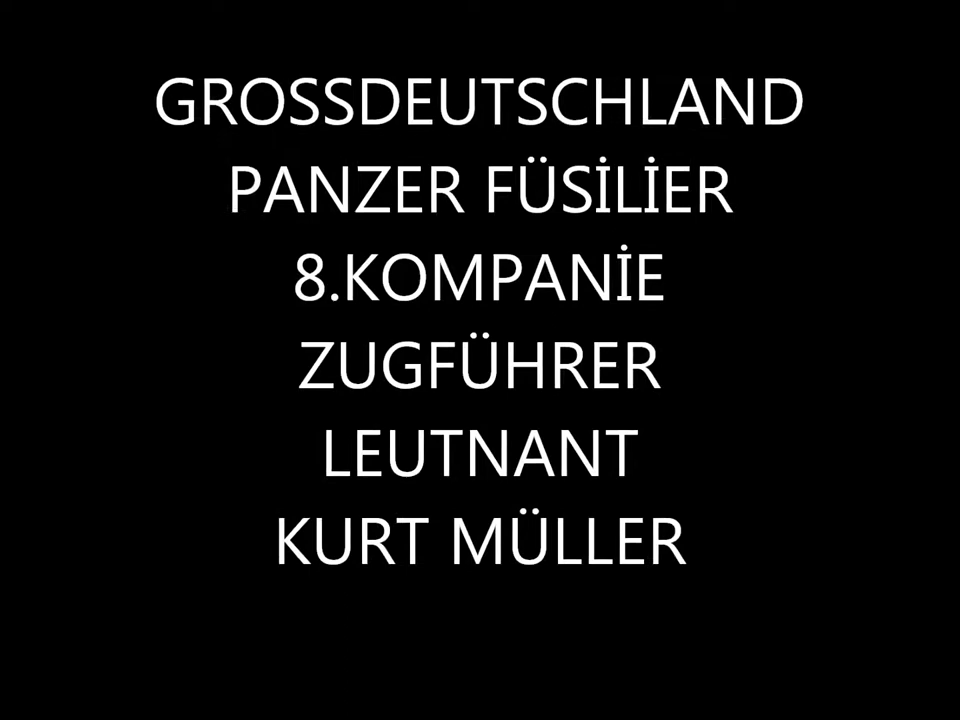 GROSSDEUTSCHLAND
PANZER FÜSİLİER
8.KOMPANİE
ZUGFÜHRER
LEUTNANT
KURT MÜLLER